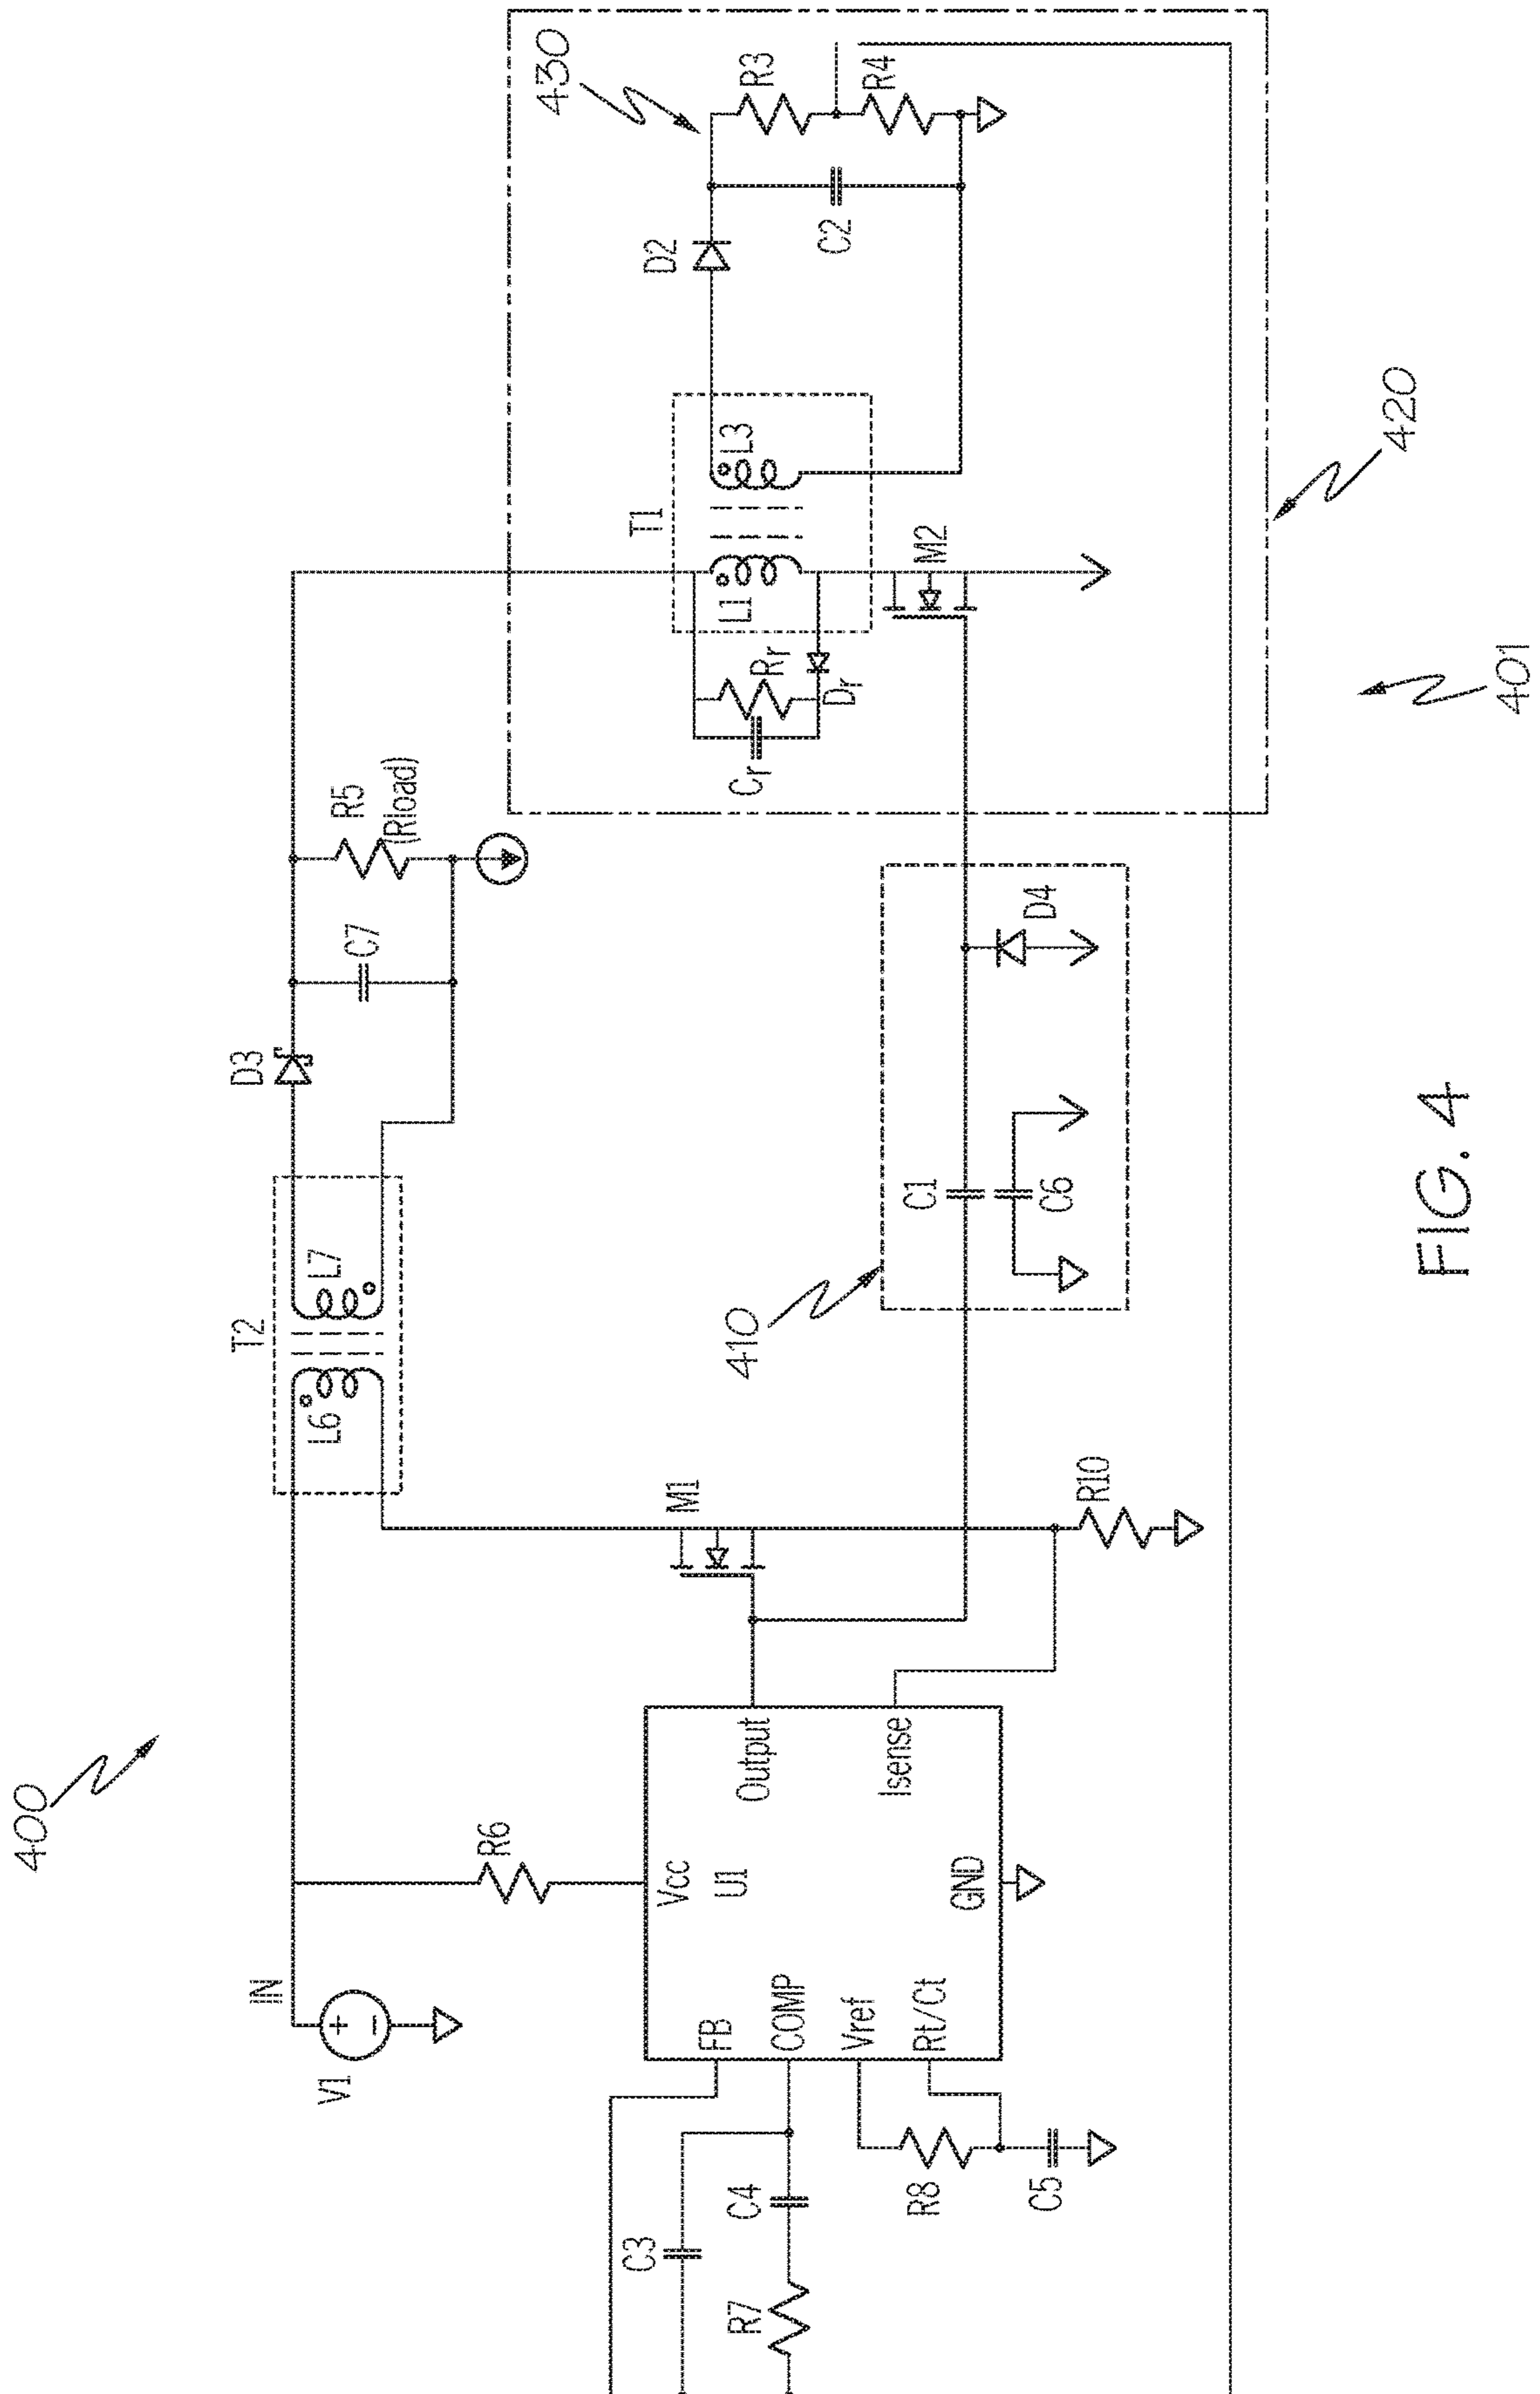 400
V1
IN
R6
T2
L6
L7
D3
C7
R5
(Rload)
M1
Vcc
U1
Output
Isense
GND
FB
COMP
Vref
Rt/Ct
C3
C4
R7
R8
C5
R10
410
C1
C6
D4
430
T1
L1
L3
Cr
Rr
Dr
M2
D2
C2
R3
R4
420
401
FIG. 4